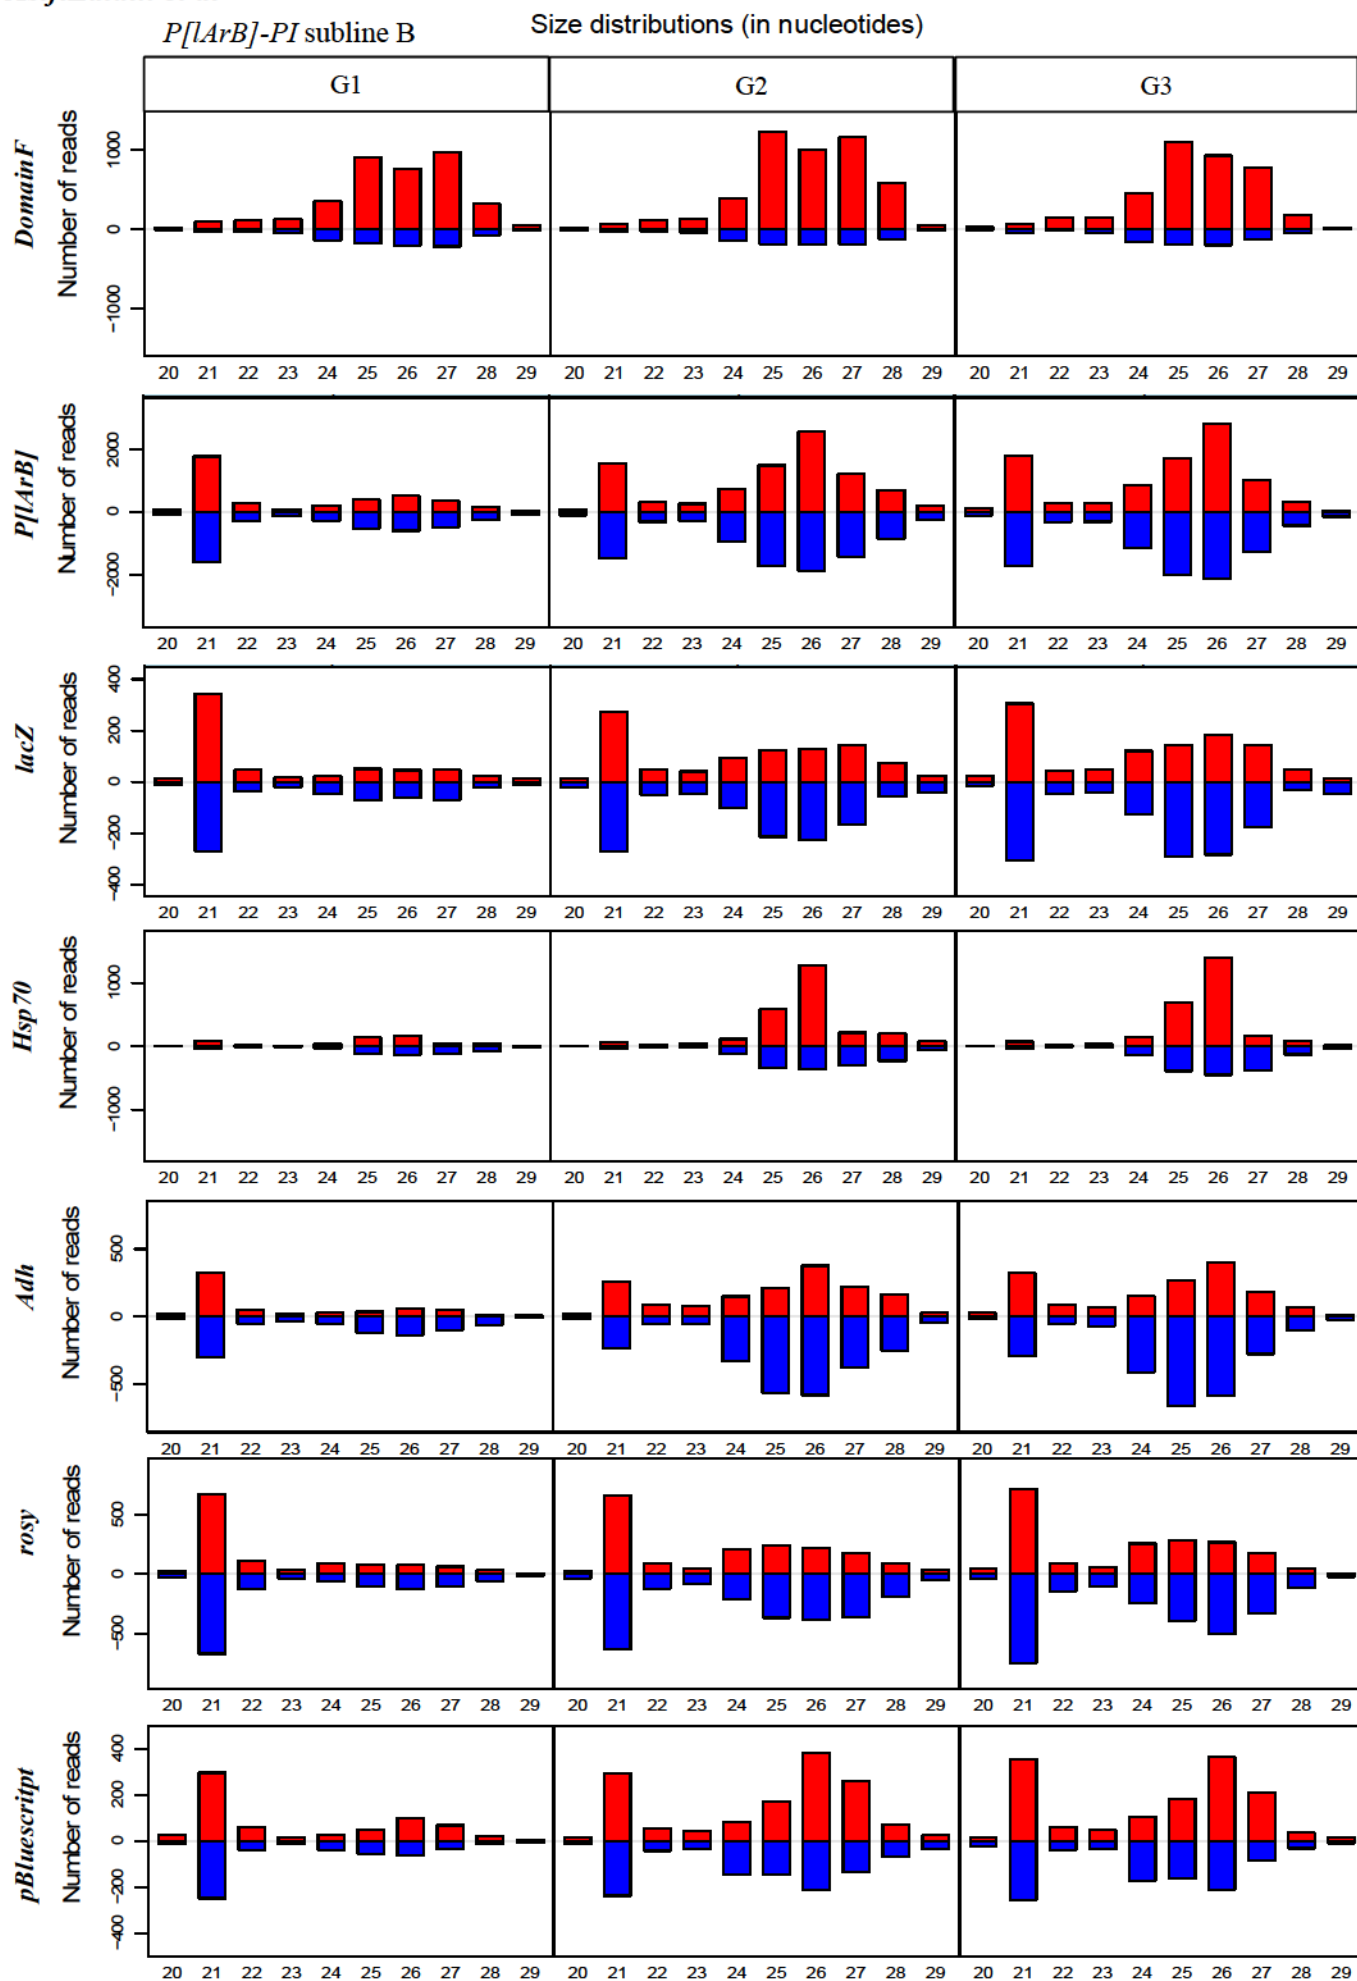 P[lArB]-PI subline B
Size distributions (in nucleotides)
G1 G2 G3
DomainF
Number of reads
1000
0
-1000
20 21 22 23 24 25 26 27 28 29 20 21 22 23 24 25 26 27 28 29 20 21 22 23 24 25 26 27 28 29
P[lArB]
Number of reads
2000
0
-2000
20 21 22 23 24 25 26 27 28 29 20 21 22 23 24 25 26 27 28 29 20 21 22 23 24 25 26 27 28 29
lacZ
Number of reads
400
200
0
-200
-400
20 21 22 23 24 25 26 27 28 29 20 21 22 23 24 25 26 27 28 29 20 21 22 23 24 25 26 27 28 29
Hsp70
Number of reads
1000
0
-1000
20 21 22 23 24 25 26 27 28 29 20 21 22 23 24 25 26 27 28 29 20 21 22 23 24 25 26 27 28 29
Adh
Number of reads
500
0
-500
20 21 22 23 24 25 26 27 28 29 20 21 22 23 24 25 26 27 28 29 20 21 22 23 24 25 26 27 28 29
rosy
Number of reads
500
0
-500
20 21 22 23 24 25 26 27 28 29 20 21 22 23 24 25 26 27 28 29 20 21 22 23 24 25 26 27 28 29
pBluescritpt
Number of reads
400
200
0
-200
-400
20 21 22 23 24 25 26 27 28 29 20 21 22 23 24 25 26 27 28 29 20 21 22 23 24 25 26 27 28 29